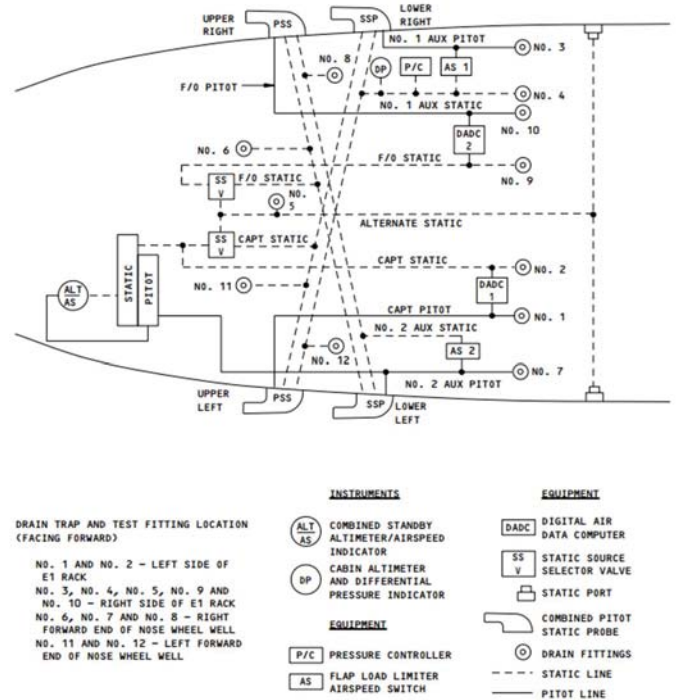 UPPER
RIGHT
PSS
SSP
LOWER
RIGHT
NO. 1 AUX PITOT
NO. 3
NO. 8
DP
P/C
AS 1
F/O PITOT
NO. 4
NO. 1 AUX STATIC
NO. 10
DADC
2
NO. 6
F/O STATIC
NO. 9
SS
V
F/O STATIC
NO.
5
ALTERNATE STATIC
SS
V
CAPT STATIC
CAPT STATIC
NO. 2
STATIC
PITOT
ALT
AS
NO. 11
DADC
1
CAPT PITOT
NO. 1
NO. 2 AUX STATIC
NO. 12
AS 2
NO. 7
NO. 2 AUX PITOT
UPPER
LEFT
PSS
SSP
LOWER
LEFT
DRAIN TRAP AND TEST FITTING LOCATION
(FACING FORWARD)
NO. 1 AND NO. 2 - LEFT SIDE OF
E1 RACK
NO. 3, NO. 4, NO. 5, NO. 9 AND
NO. 10 - RIGHT SIDE OF E1 RACK
NO. 6, NO. 7 AND NO. 8 - RIGHT
FORWARD END OF NOSE WHEEL WELL
NO. 11 AND NO. 12 - LEFT FORWARD
END OF NOSE WHEEL WELL
INSTRUMENTS
ALT
AS
COMBINED STANDBY
ALTIMETER/AIRSPEED
INDICATOR
DP
CABIN ALTIMETER
AND DIFFERENTIAL
PRESSURE INDICATOR
EQUIPMENT
P/C PRESSURE CONTROLLER
AS FLAP LOAD LIMITER
AIRSPEED SWITCH
EQUIPMENT
DADC DIGITAL AIR
DATA COMPUTER
SS
V
STATIC SOURCE
SELECTOR VALVE
STATIC PORT
COMBINED PITOT
STATIC PROBE
DRAIN FITTINGS
STATIC LINE
PITOT LINE